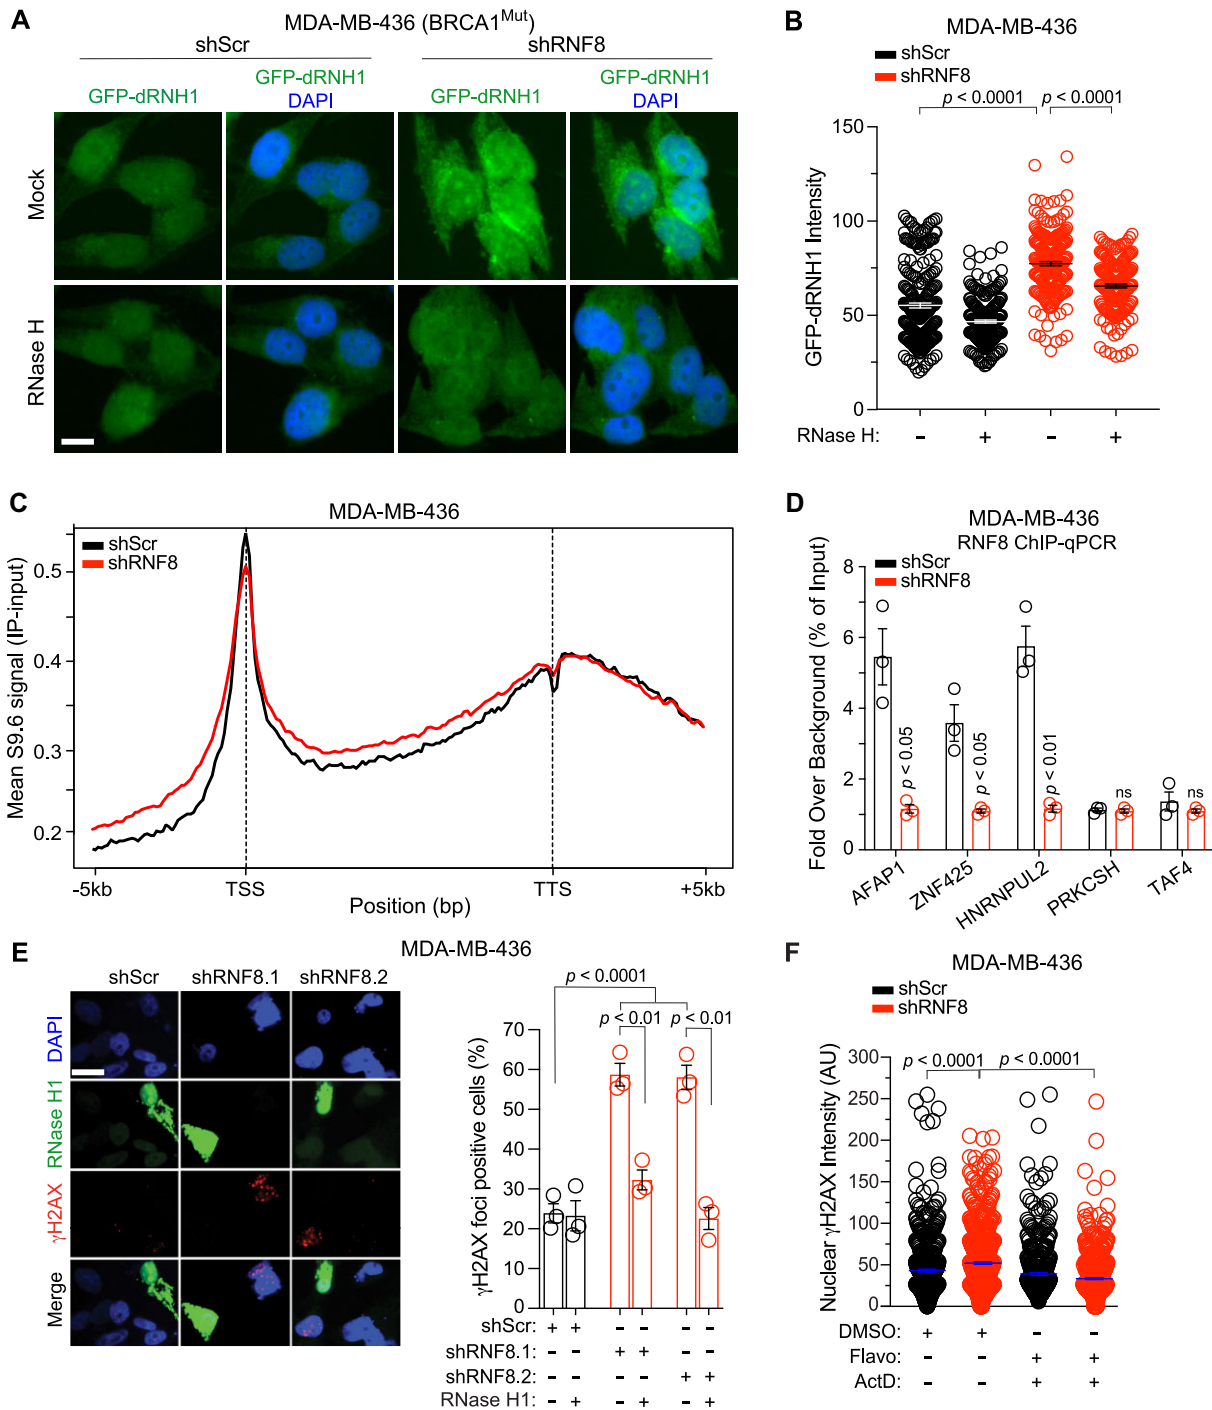 A
MDA-MB-436 (BRCA1Mut)
shScr
shRNF8
GFP-dRNH1
GFP-dRNH1
DAPI
GFP-dRNH1
GFP-dRNH1
DAPI
Mock
RNase H
B
MDA-MB-436
shScr
shRNF8
p < 0.0001
p < 0.0001
GFP-dRNH1 Intensity
150
100
50
0
RNase H:
- + - +
C
MDA-MB-436
shScr
shRNF8
Mean S9.6 signal (IP-input)
0.5
0.4
0.3
0.2
-5kb
TSS
TTS
+5kb
Position (bp)
D
MDA-MB-436
RNF8 ChIP-qPCR
shScr
shRNF8
Fold Over Background (% of Input)
8
6
4
2
0
p < 0.05
p < 0.05
p < 0.01
ns
ns
AFAP1
ZNF425
HNRNPUL2
PRKCSH
TAF4
E
MDA-MB-436
shScr
shRNF8.1
shRNF8.2
DAPI
RNase H1
γH2AX
Merge
p < 0.0001
p < 0.01
p < 0.01
γH2AX foci positive cells (%)
70
60
50
40
30
20
10
0
shScr: + + - - - -
shRNF8.1: - - + + - -
shRNF8.2: - - - - + +
RNase H1: - + - + - +
F
MDA-MB-436
shScr
shRNF8
p < 0.0001
p < 0.0001
Nuclear γH2AX Intensity (AU)
300
250
200
150
100
50
0
DMSO: + + - -
Flavo: - - + +
ActD: - - + +